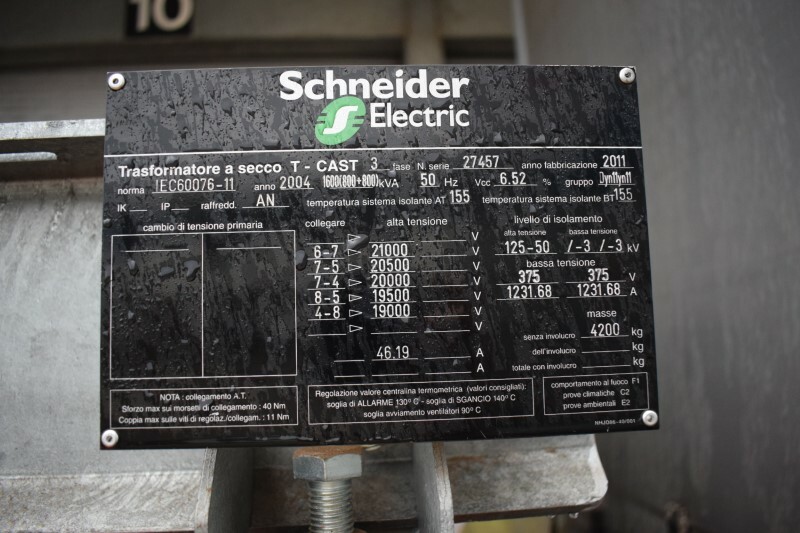 10
Schneider
Electric
Trasformatore a secco T - CAST 3 fase N. serie 27457 anno fabbricazione 2011
norma IEC60076-11 anno 2004 1600(800+800)kVA 50 Hz Vcc 6.52 % gruppo Dyn11yn11
IK IP raffredd. AN temperatura sistema isolante AT 155 temperatura sistema isolante BT 155
cambio di tensione primaria collegare alta tensione livello di isolamento
alta tensione bassa tensione
V
6-7 21000 V 125-50 /-3 /-3 kV
7-5 20500 V bassa tensione
7-4 20000 V 375 375 V
8-5 19500 V 1231.68 1231.68 A
4-8 19000 V
V
masse
senza involucro 4200 kg
46.19 A dell'involucro kg
A totale con involucro kg
NOTA : collegamento A.T.
Sforzo max sui morsetti di collegamento : 40 Nm
Coppia max sulle viti di regolaz./collegam. : 11 Nm
Regolazione valore centralina termometrica (valori consigliati):
soglia di ALLARME 130° C - soglia di SGANCIO 140° C
soglia avviamento ventilatori 90° C
comportamento al fuoco F1
prove climatiche C2
prove ambientali E2